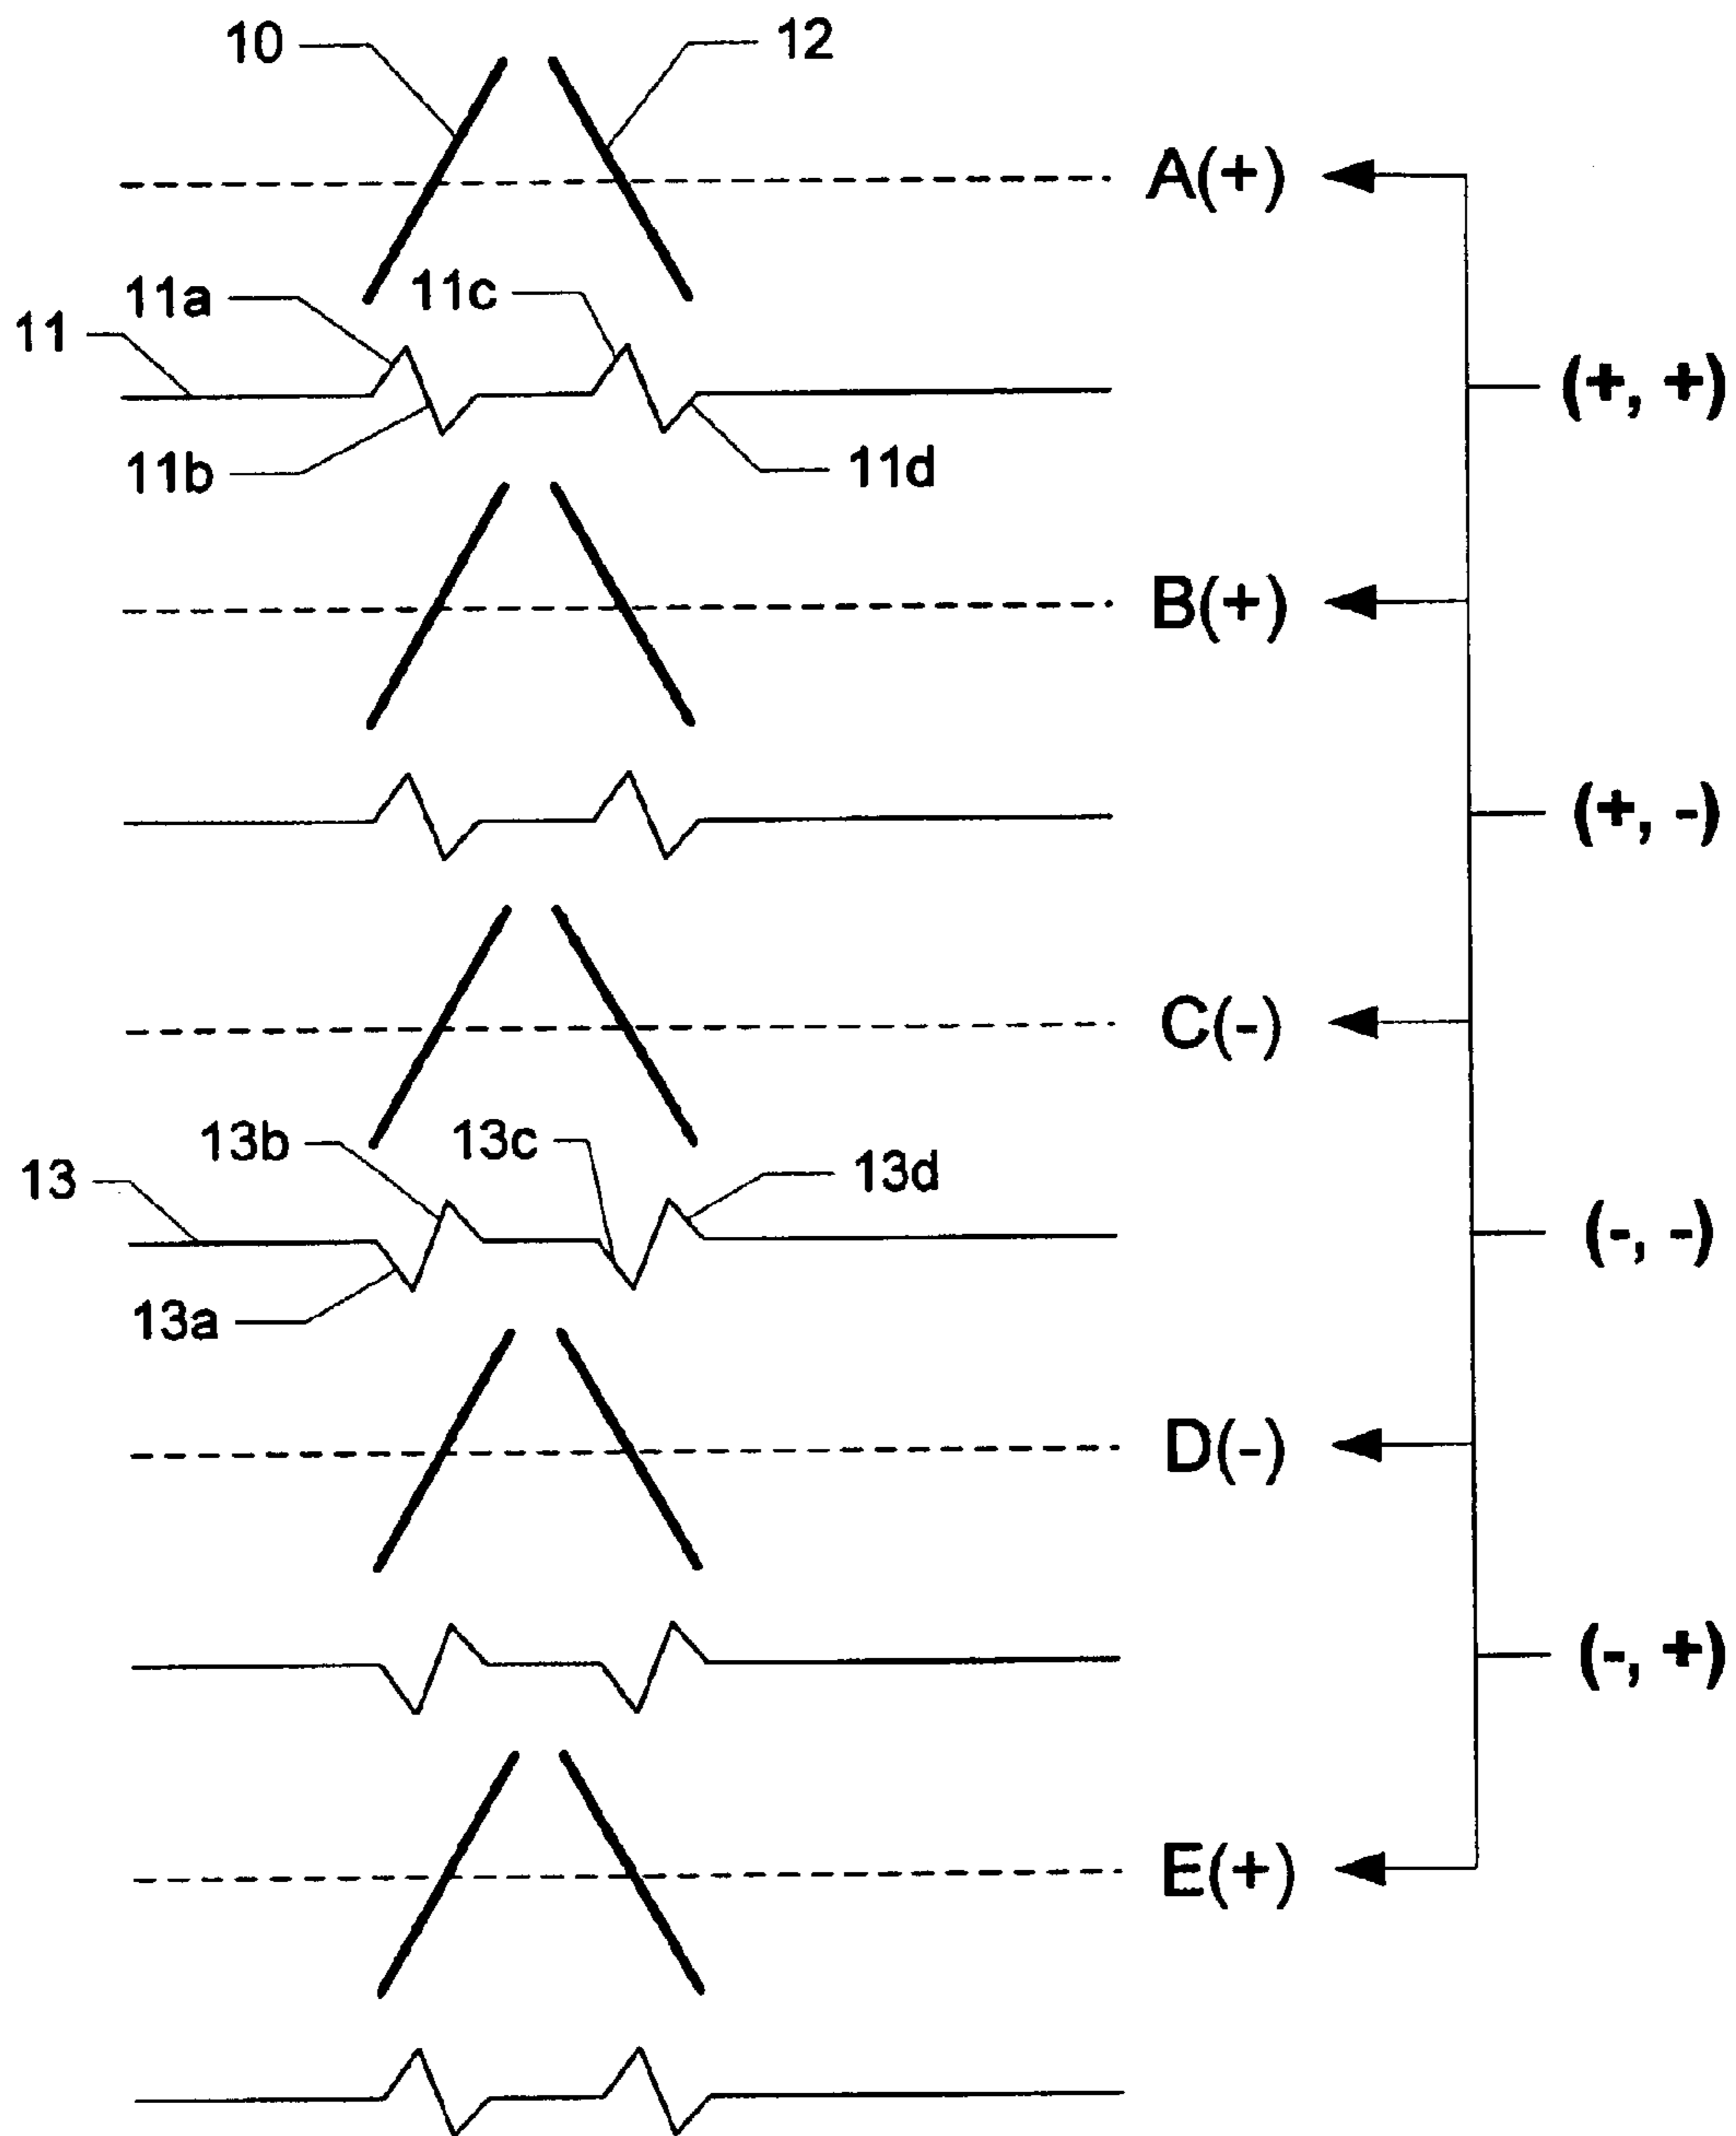 10
12
A(+)
11a
11c
11
(+, +)
11b
11d
B(+)
(+, -)
C(-)
13b
13c
13d
13
(-, -)
13a
D(-)
(-, +)
E(+)